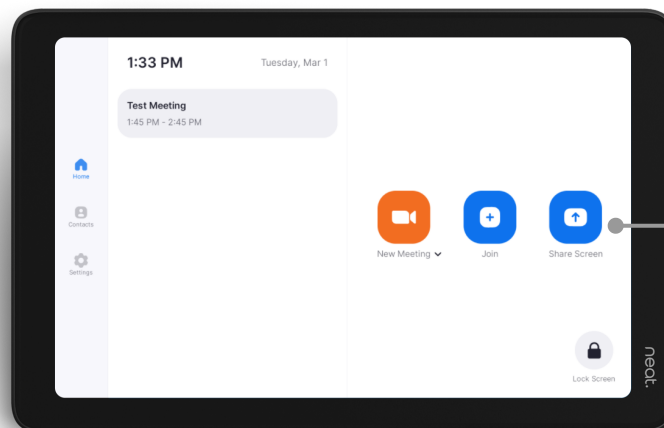 1:33 PM
Tuesday, Mar 1
Test Meeting
1:45 PM - 2:45 PM
Home
Contacts
Settings
New Meeting
Join
Share Screen
Lock Screen
neat.